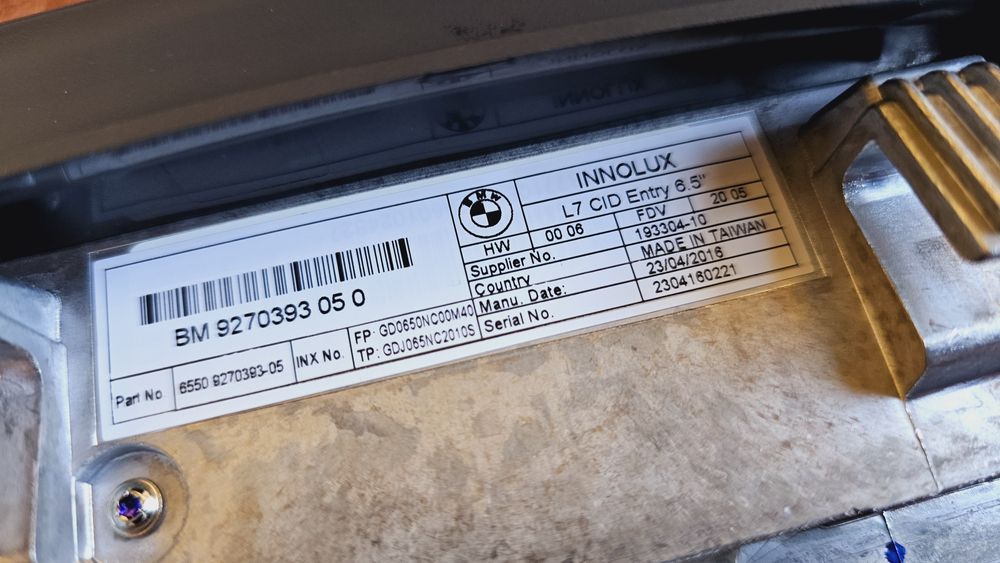 BM 9270393 05 0
Part No.
6550 9270393-05
INX No.
FP: GD0650NC00M40
TP: GDJ065NC2010S
BMW
INNOLUX
L7 CID Entry 6.5"
HW 00 06 FDV 20 05
Supplier No. 193304-10
Country MADE IN TAIWAN
Manu. Date: 23/04/2016
Serial No. 2304160221